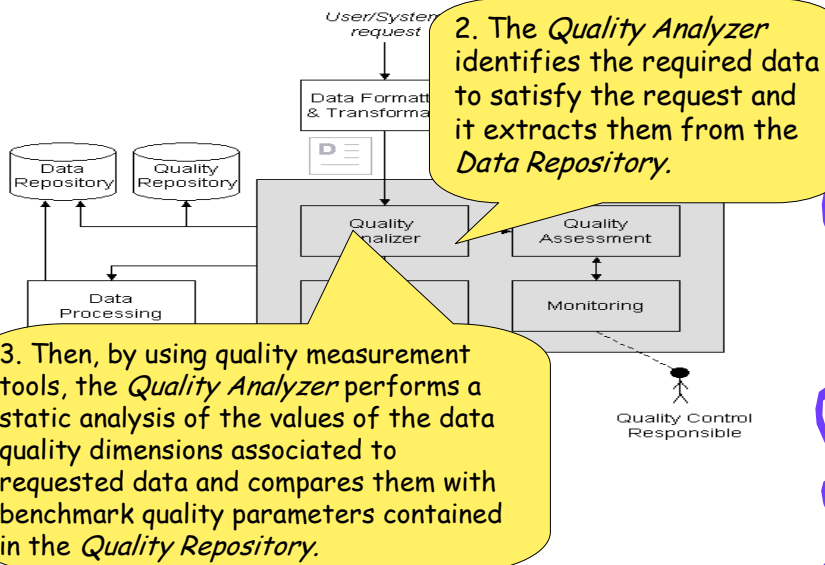 User/System
request
2. The Quality Analyzer
identifies the required data
to satisfy the request and
it extracts them from the
Data Repository.
Data Formatt
& Transforma
D
Data
Repository
Quality
Repository
Quality
nalizer
Quality
Assessment
Data
Processing
Monitoring
3. Then, by using quality measurement
tools, the Quality Analyzer performs a
static analysis of the values of the data
quality dimensions associated to
requested data and compares them with
benchmark quality parameters contained
in the Quality Repository.
Quality Control
Responsible